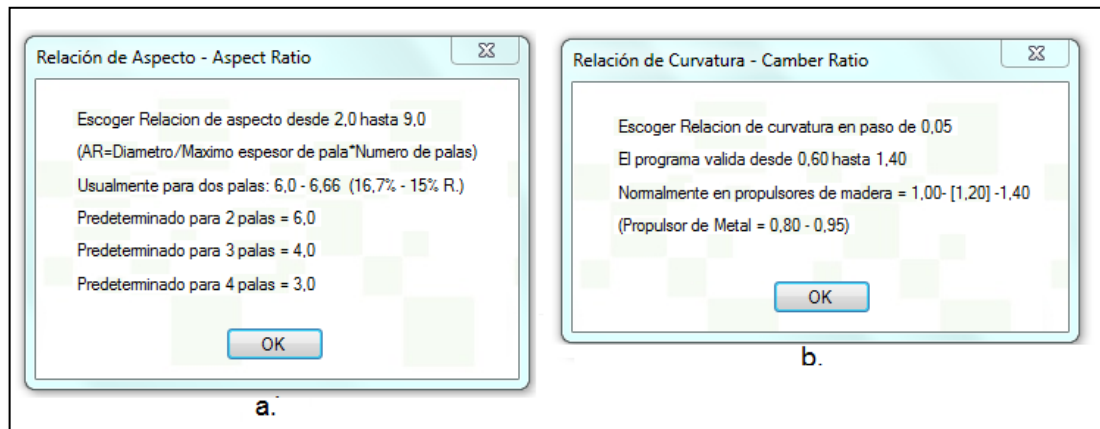 Relación de Aspecto - Aspect Ratio
Escoger Relacion de aspecto desde 2,0 hasta 9,0
(AR=Diametro/Maximo espesor de pala*Numero de palas)
Usualmente para dos palas: 6,0 - 6,66 (16,7% - 15% R.)
Predeterminado para 2 palas = 6,0
Predeterminado para 3 palas = 4,0
Predeterminado para 4 palas = 3,0
OK
a.
Relación de Curvatura - Camber Ratio
Escoger Relacion de curvatura en paso de 0,05
El programa valida desde 0,60 hasta 1,40
Normalmente en propulsores de madera = 1,00- [1,20] -1,40
(Propulsor de Metal = 0,80 - 0,95)
OK
b.